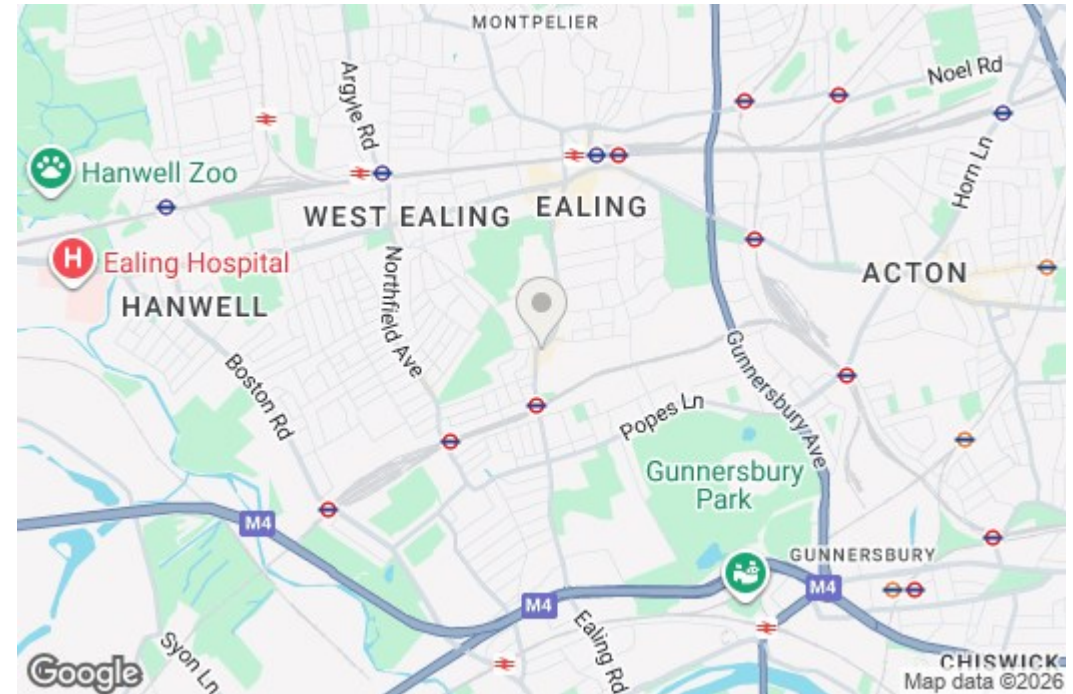 MONTPELIER
Noel Rd
Argyle Rd
Horn Ln
Hanwell Zoo
WEST EALING
EALING
H
Ealing Hospital
ACTON
HANWELL
Northfield Ave
Boston Rd
Gunnersbury Ave
Popes Ln
Gunnersbury
Park
M4
GUNNERSBURY
M4
M4
Ealing Rd
Syon Ln
CHISWICK
Google
Map data ©2026